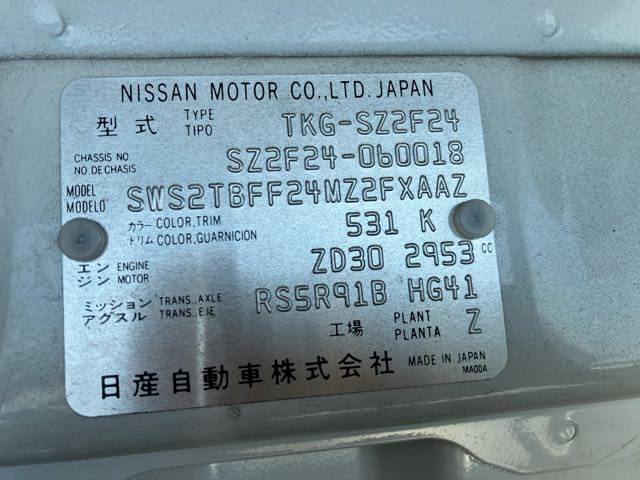 NISSAN MOTOR CO.,LTD. JAPAN
型式 TYPE TIPO TKG-SZ2F24
CHASSIS NO NO DE CHASIS SZ2F24-060018
MODEL MODELO SWS2TBFF24MZ2FXAAZ
カラー COLOR,TRIM トリム COLOR,GUARNICION 531 K
エンジン ENGINE MOTOR ZD30 2953 cc
ミッション TRANS.,AXLE アクスル TRANS.,EJE RS5R91B HG41
工場 PLANT PLANTA Z
日産自動車株式会社 MADE IN JAPAN
MA00A